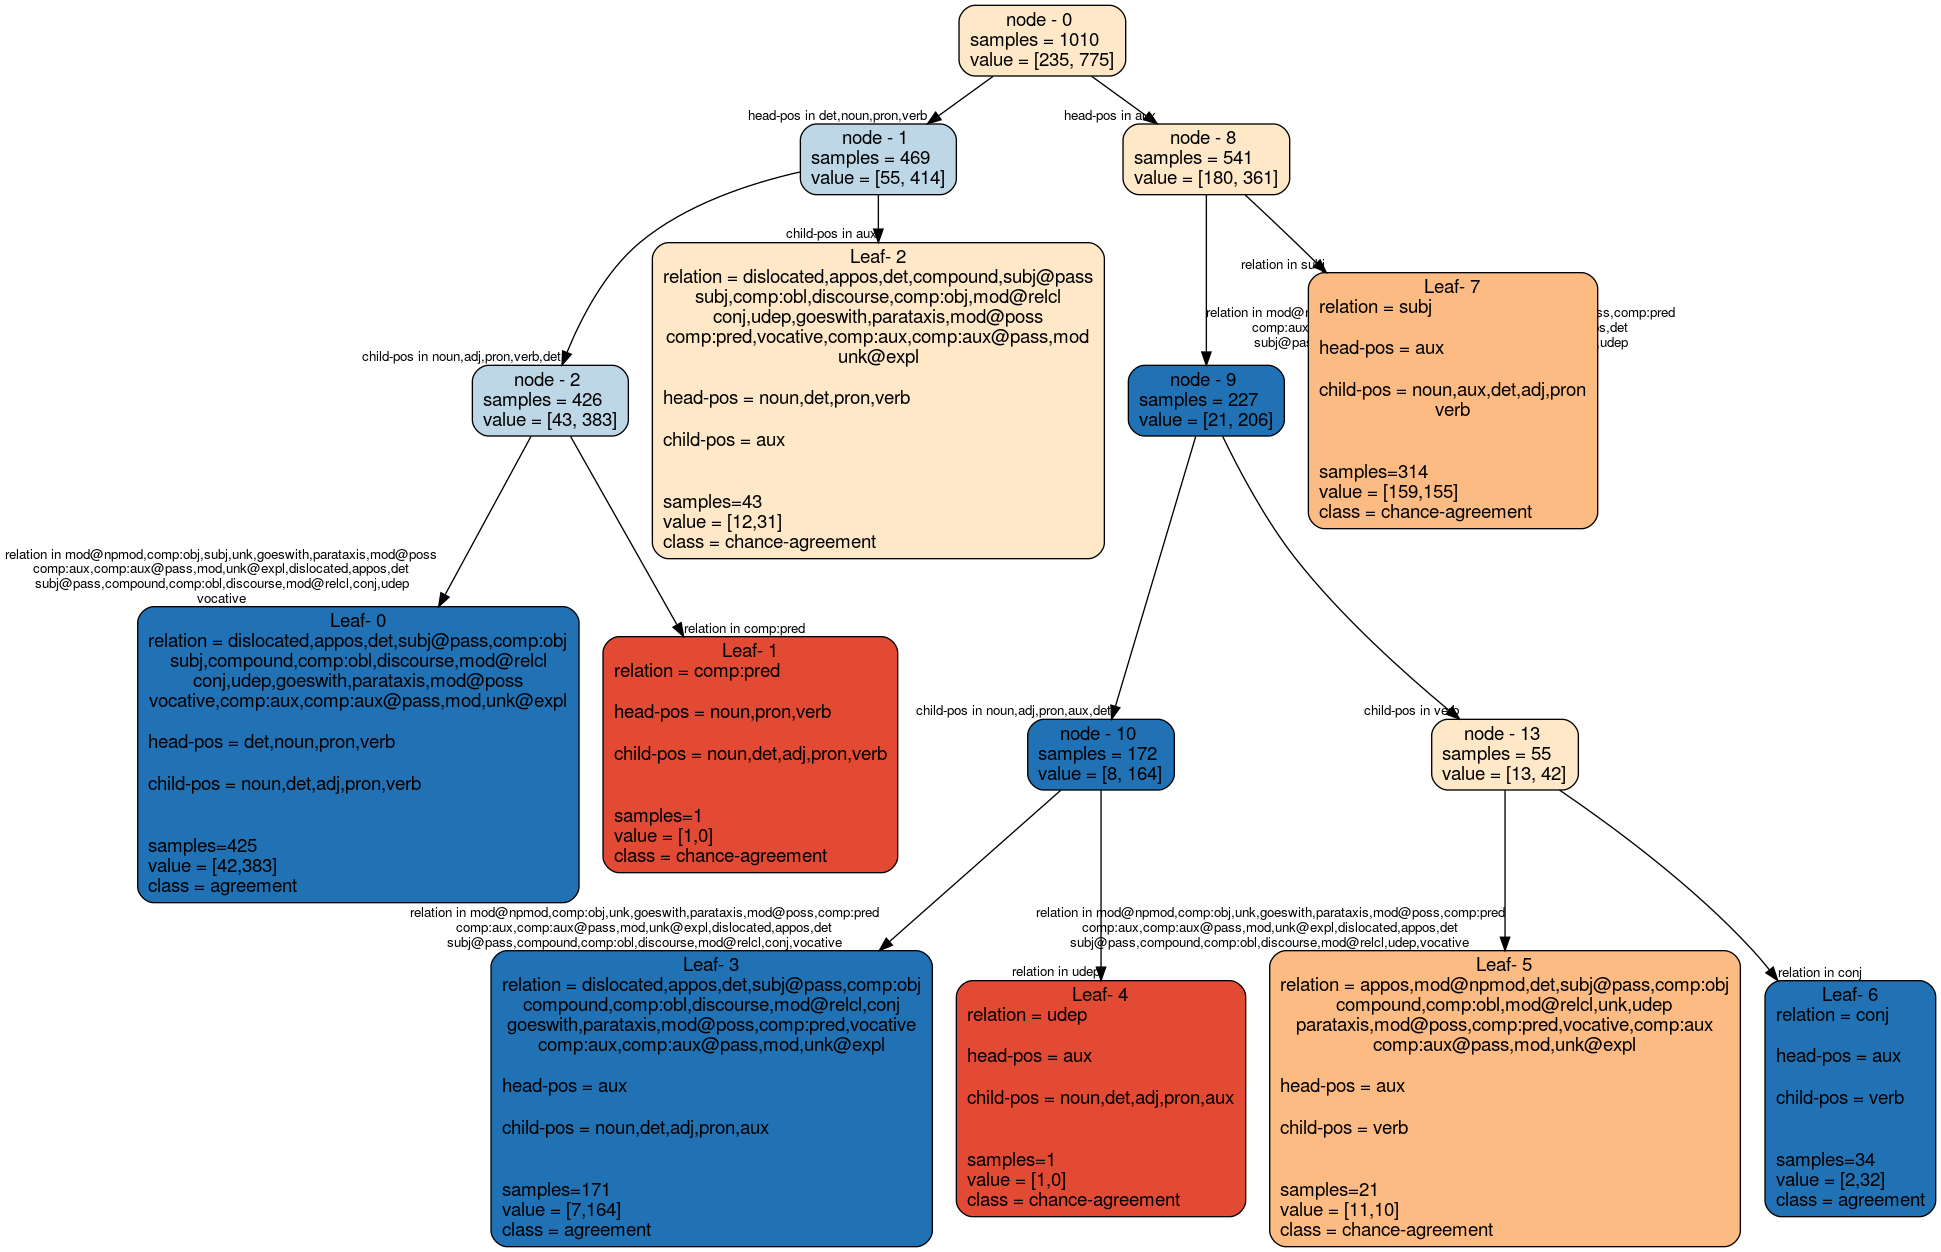 node - 0
samples = 1010
value = [235, 775]
head-pos in det,noun,pron,verb
head-pos in aux
node - 1
samples = 469
value = [55, 414]
node - 8
samples = 541
value = [180, 361]
child-pos in aux
relation in subj
child-pos in noun,adj,pron,verb,det
node - 2
samples = 426
value = [43, 383]
Leaf- 2
relation = dislocated,appos,det,compound,subj@pass
subj,comp:obl,discourse,comp:obj,mod@relcl
conj,udep,goeswith,parataxis,mod@poss
comp:pred,vocative,comp:aux,comp:aux@pass,mod
unk@expl
head-pos = noun,det,pron,verb
child-pos = aux
samples=43
value = [12,31]
class = chance-agreement
relation in mod@n
ss,comp:pred
comp:aux
os,det
subj@pas
,udep
node - 9
samples = 227
value = [21, 206]
Leaf- 7
relation = subj
head-pos = aux
child-pos = noun,aux,det,adj,pron
verb
samples=314
value = [159,155]
class = chance-agreement
relation in mod@npmod,comp:obj,subj,unk,goeswith,parataxis,mod@poss
comp:aux,comp:aux@pass,mod,unk@expl,dislocated,appos,det
subj@pass,compound,comp:obl,discourse,mod@relcl,conj,udep
vocative
Leaf- 0
relation = dislocated,appos,det,subj@pass,comp:obj
subj,compound,comp:obl,discourse,mod@relcl
conj,udep,goeswith,parataxis,mod@poss
vocative,comp:aux,comp:aux@pass,mod,unk@expl
head-pos = det,noun,pron,verb
child-pos = noun,det,adj,pron,verb
samples=425
value = [42,383]
class = agreement
relation in comp:pred
Leaf- 1
relation = comp:pred
head-pos = noun,pron,verb
child-pos = noun,det,adj,pron,verb
samples=1
value = [1,0]
class = chance-agreement
child-pos in noun,adj,pron,aux,det
node - 10
samples = 172
value = [8, 164]
child-pos in verb
node - 13
samples = 55
value = [13, 42]
relation in mod@npmod,comp:obj,unk,goeswith,parataxis,mod@poss,comp:pred
comp:aux,comp:aux@pass,mod,unk@expl,dislocated,appos,det
subj@pass,compound,comp:obl,discourse,mod@relcl,conj,vocative
Leaf- 3
relation = dislocated,appos,det,subj@pass,comp:obj
compound,comp:obl,discourse,mod@relcl,conj
goeswith,parataxis,mod@poss,comp:pred,vocative
comp:aux,comp:aux@pass,mod,unk@expl
head-pos = aux
child-pos = noun,det,adj,pron,aux
samples=171
value = [7,164]
class = agreement
relation in udep
Leaf- 4
relation = udep
head-pos = aux
child-pos = noun,det,adj,pron,aux
samples=1
value = [1,0]
class = chance-agreement
relation in mod@npmod,comp:obj,unk,goeswith,parataxis,mod@poss,comp:pred
comp:aux,comp:aux@pass,mod,unk@expl,dislocated,appos,det
subj@pass,compound,comp:obl,discourse,mod@relcl,udep,vocative
Leaf- 5
relation = appos,mod@npmod,det,subj@pass,comp:obj
compound,comp:obl,mod@relcl,unk,udep
parataxis,mod@poss,comp:pred,vocative,comp:aux
comp:aux@pass,mod,unk@expl
head-pos = aux
child-pos = verb
samples=21
value = [11,10]
class = chance-agreement
relation in conj
Leaf- 6
relation = conj
head-pos = aux
child-pos = verb
samples=34
value = [2,32]
class = agreement